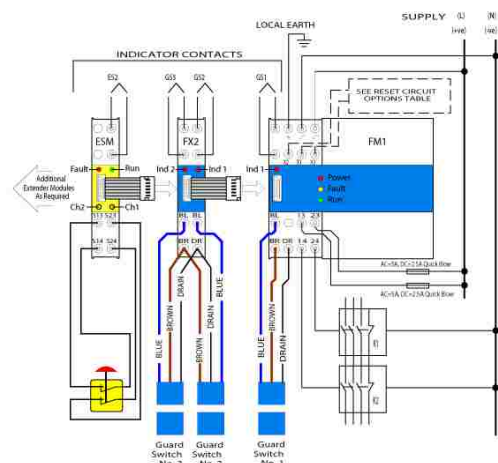 SUPPLY (L) (N)
(+ve) (-ve)
LOCAL EARTH
INDICATOR CONTACTS
ES2
GS3
GS2
GS1
SEE RESET CIRCUIT
OPTIONS TABLE
ESM
FX2
FM1
Fault
Run
Ind 2
Ind 1
Ind 1
Power
Fault
Run
Additional
Extender Modules
As Required
Ch2
Ch1
S13 S23
BL BL
BL
13 23
S14 S24
BR DR
BR DR
14 24
AC=5A, DC=2.5A Quick Blow
AC=5A, DC=2.5A Quick Blow
BLUE
BROWN
DRAIN
BROWN
DRAIN
BLUE
BLUE
BROWN
DRAIN
K1
K2
Guard
Switch
Guard
Switch
Guard
Switch